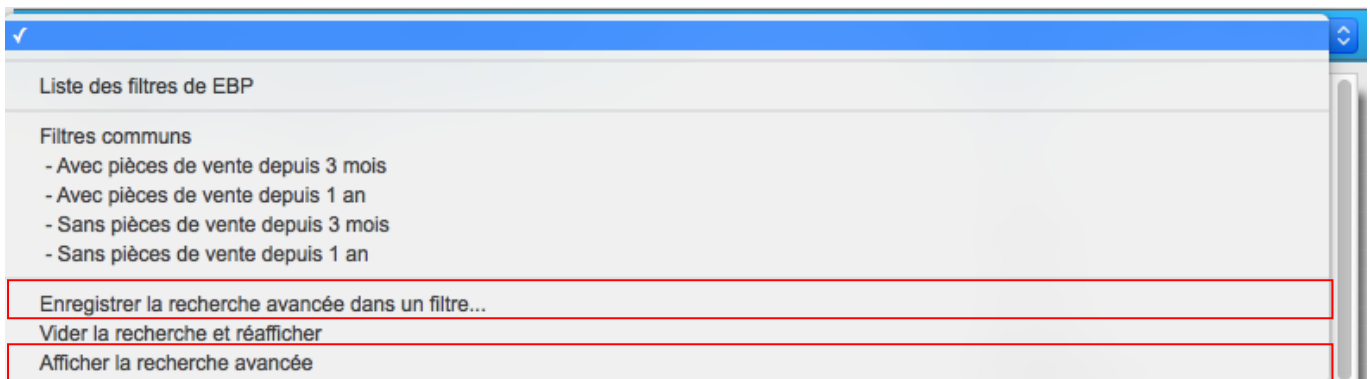 Liste des filtres de EBP
Filtres communs
- Avec pièces de vente depuis 3 mois
- Avec pièces de vente depuis 1 an
- Sans pièces de vente depuis 3 mois
- Sans pièces de vente depuis 1 an
Enregistrer la recherche avancée dans un filtre...
Vider la recherche et réafficher
Afficher la recherche avancée